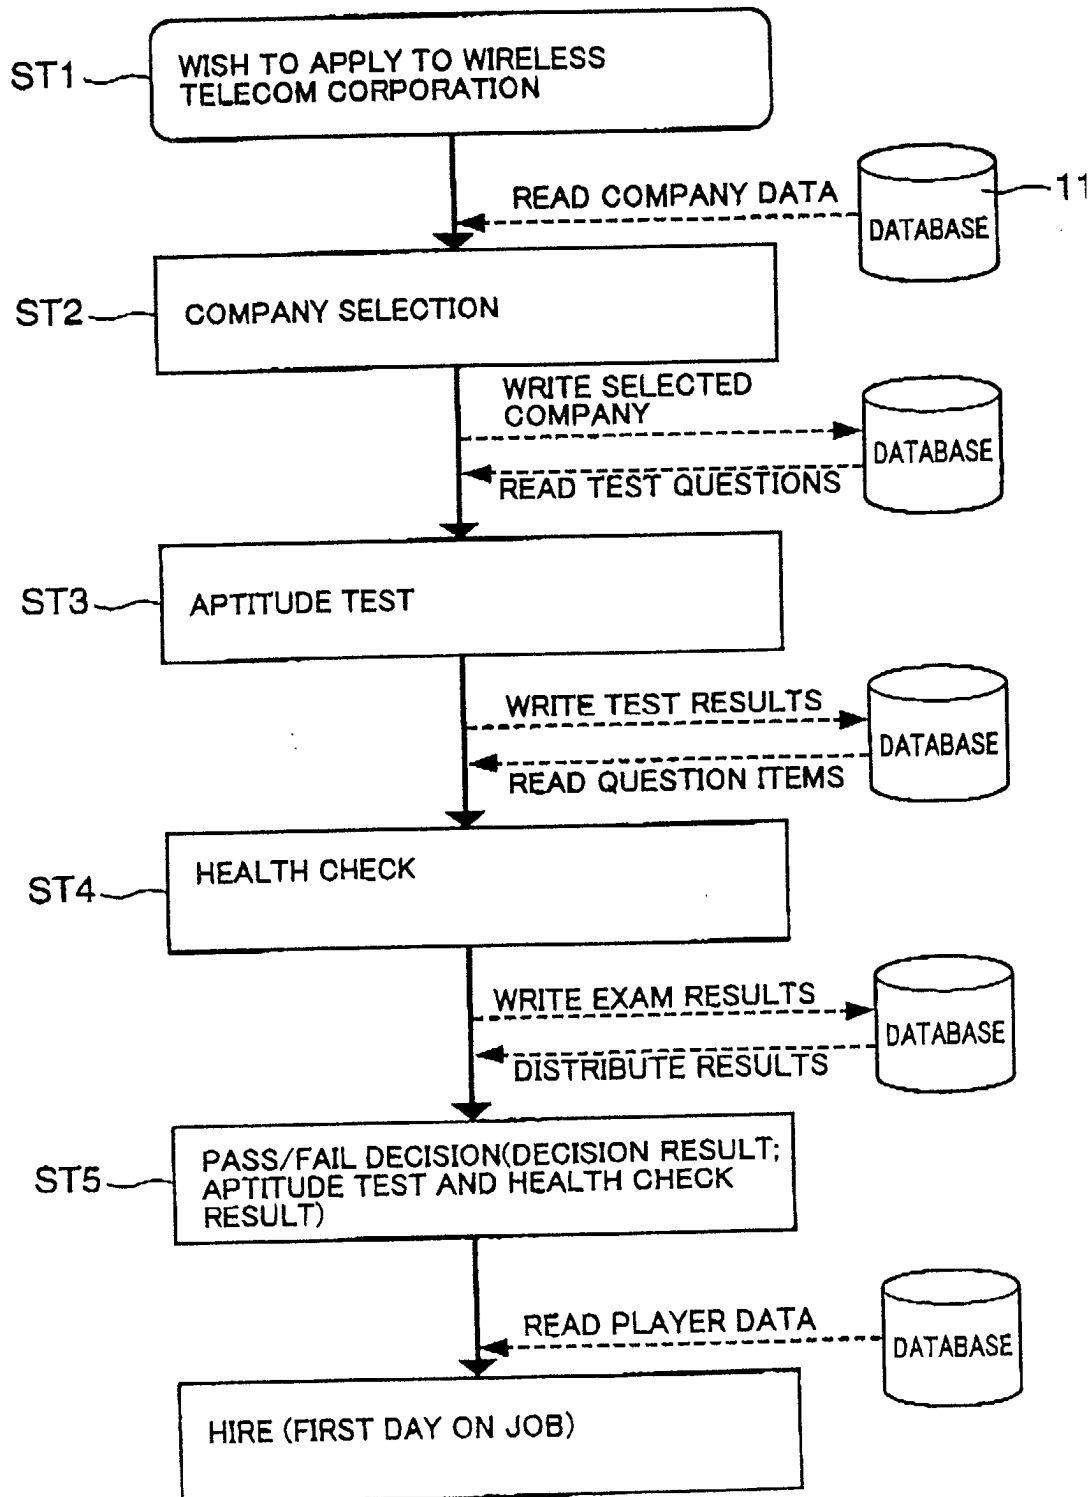 ST1
WISH TO APPLY TO WIRELESS
TELECOM CORPORATION
READ COMPANY DATA
DATABASE
11
ST2
COMPANY SELECTION
WRITE SELECTED
COMPANY
DATABASE
READ TEST QUESTIONS
ST3
APTITUDE TEST
WRITE TEST RESULTS
DATABASE
READ QUESTION ITEMS
ST4
HEALTH CHECK
WRITE EXAM RESULTS
DATABASE
DISTRIBUTE RESULTS
ST5
PASS/FAIL DECISION(DECISION RESULT;
APTITUDE TEST AND HEALTH CHECK
RESULT)
READ PLAYER DATA
DATABASE
HIRE (FIRST DAY ON JOB)